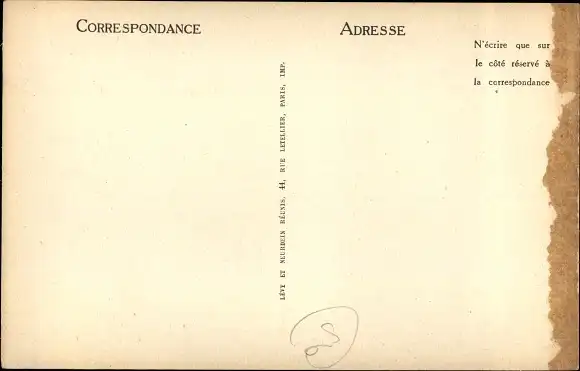 CORRESPONDANCE
ADRESSE
N'écrire que sur
le côté réservé à
la correspondance
LÉVY ET NEURDEIN RÉUNIS, 44, RUE LETELLIER, PARIS, IMP.